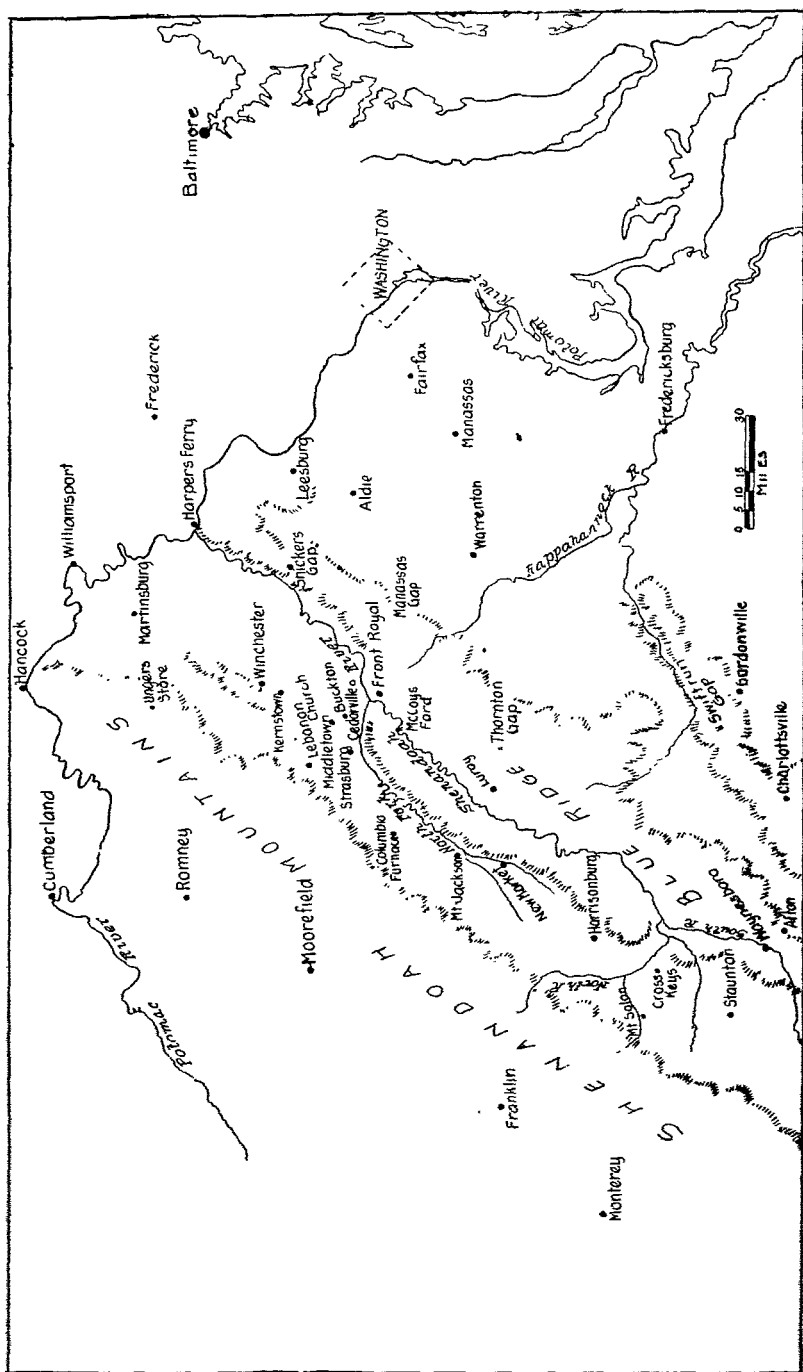 Hancock
Cumberland
Williamsport
Potomac River
Martinsburg
Ungers
Store
Frederick
Romney
Harpers Ferry
Baltimore
Winchester
Kernstown
Snickers
Gap
Leesburg
Moorefield
Lebanon
Church
Middletown
Strasburg
Buckton
Cedarville
River
Aldie
WASHINGTON
Front Royal
Manassas
Gap
Fairfax
Columbia
Furnace
North Fork
McCoys
Ford
Shenandoah
Manassas
Mt Jackson
Warrenton
Luray
Thornton
Gap
Potomac
River
New Market
Franklin
SHENANDOAH MOUNTAINS
BLUE RIDGE
Harrisonburg
North R
Rappahannock R
Monterey
Mt Solon
Cross
Keys
Fredericksburg
Swift run
Gap
Staunton
South R
Waynesboro
Gordonville
Afton
Charlottsville
0 5 10 15 30
MILES